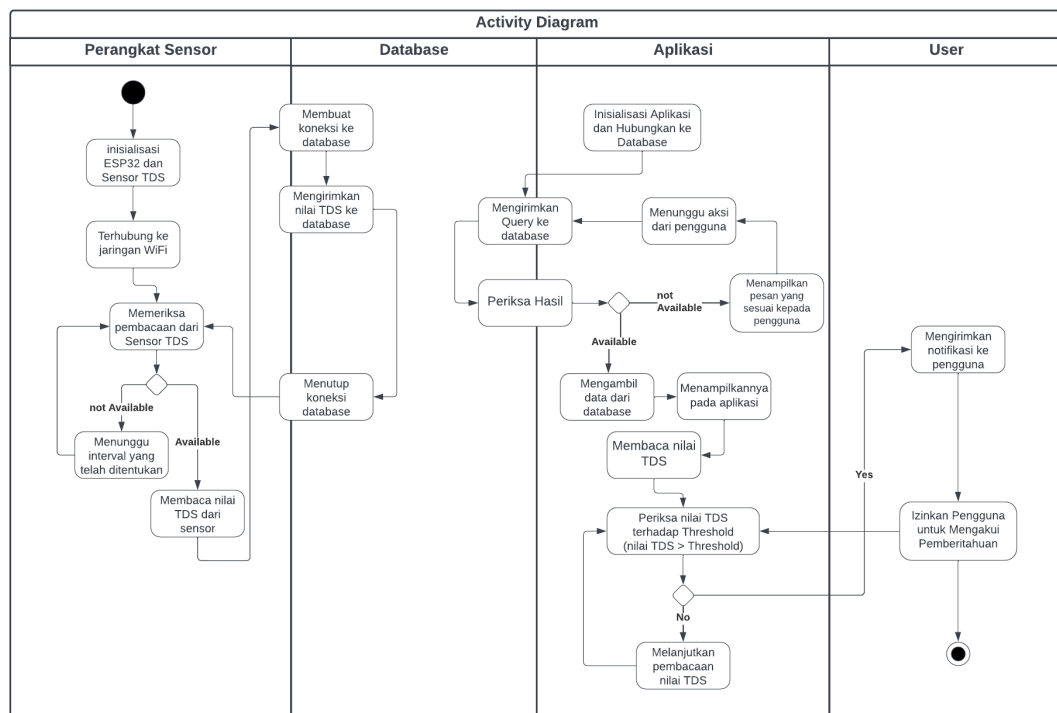 Activity Diagram
Perangkat Sensor
Database
Aplikasi
User
inisialisasi
ESP32 dan
Sensor TDS
Terhubung ke
jaringan WiFi
Memeriksa
pembacaan dari
Sensor TDS
not Available
Available
Menunggu
interval yang
telah ditentukan
Membaca nilai
TDS dari
sensor
Membuat
koneksi ke
database
Mengirimkan
nilai TDS ke
database
Menutup
koneksi
database
Inisialisasi Aplikasi
dan Hubungkan ke
Database
Mengirimkan
Query ke
database
Menunggu aksi
dari pengguna
Periksa Hasil
not
Available
Menampilkan
pesan yang
sesuai kepada
pengguna
Available
Mengambil
data dari
database
Menampilkannya
pada aplikasi
Membaca nilai
TDS
Periksa nilai TDS
terhadap Threshold
(nilai TDS > Threshold)
No
Melanjutkan
pembacaan
nilai TDS
Yes
Mengirimkan
notifikasi ke
pengguna
Izinkan Pengguna
untuk Mengakui
Pemberitahuan